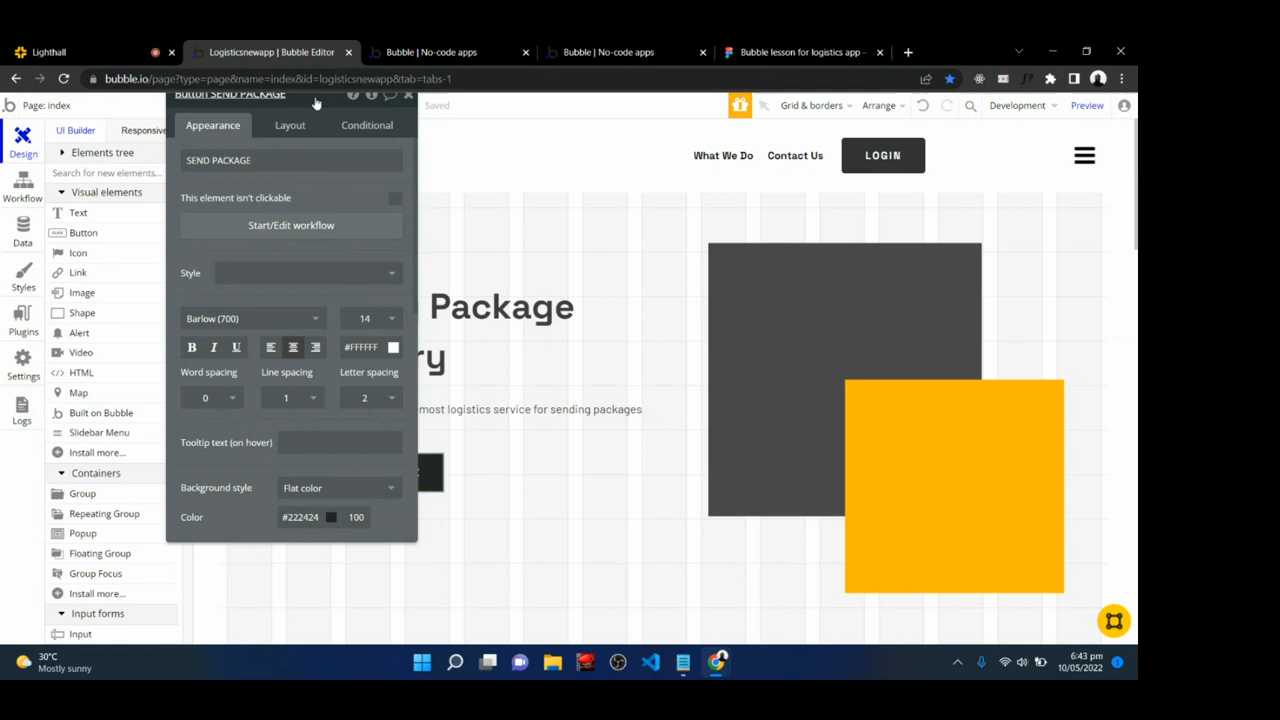 Lighthall
Logisticsnewapp | Bubble Editor
Bubble | No-code apps
Bubble | No-code apps
Bubble lesson for logistics app –
bubble.io/page?type=page&name=index&id=logisticsnewapp&tab=tabs-1
Page: index
Button SEND PACKAGE
Saved
Grid & borders
Arrange
Development
Preview
Design
Workflow
Data
Styles
Plugins
Settings
Logs
UI Builder
Responsive
Elements tree
Search for new elements...
Visual elements
Text
Button
Icon
Link
Image
Shape
Alert
Video
HTML
Map
Built on Bubble
Slidebar Menu
Install more...
Containers
Group
Repeating Group
Popup
Floating Group
Group Focus
Install more...
Input forms
Input
Appearance
Layout
Conditional
SEND PACKAGE
This element isn't clickable
Start/Edit workflow
Style
Barlow (700)
14
B I U
#FFFFFF
Word spacing
Line spacing
Letter spacing
0
1
2
Tooltip text (on hover)
Background style
Flat color
Color
#222424
100
What We Do
Contact Us
LOGIN
Package
ry
most logistics service for sending packages
30°C
Mostly sunny
6:43 pm
10/05/2022
1